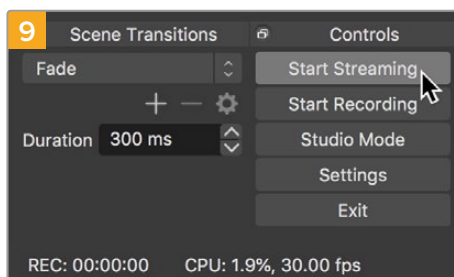 9
Scene Transitions
Controls
Fade
Start Streaming
Start Recording
Duration 300 ms
Studio Mode
Settings
Exit
REC: 00:00:00 CPU: 1.9%, 30.00 fps